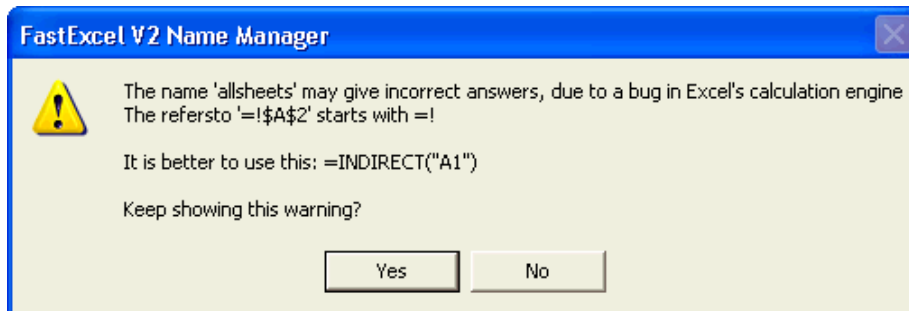 FastExcel V2 Name Manager
The name 'allsheets' may give incorrect answers, due to a bug in Excel's calculation engine
The refersto '=!$A$2' starts with =!
It is better to use this: =INDIRECT("A1")
Keep showing this warning?
Yes No